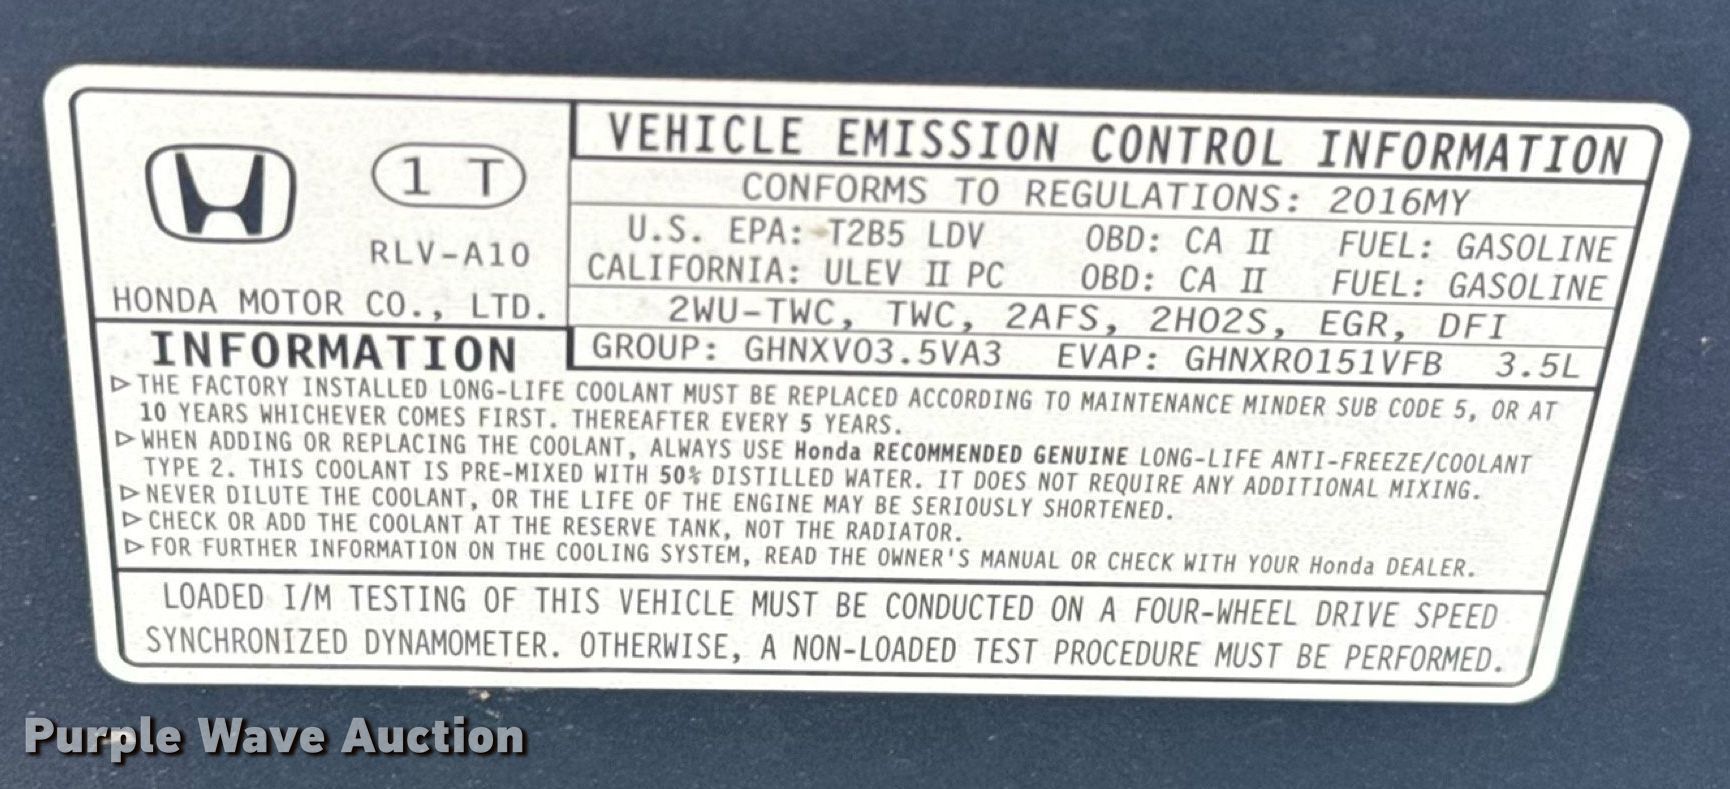 1 T
RLV-A10
HONDA MOTOR CO., LTD.
VEHICLE EMISSION CONTROL INFORMATION
CONFORMS TO REGULATIONS: 2016MY
U.S. EPA: T2B5 LDV OBD: CA II FUEL: GASOLINE
CALIFORNIA: ULEV II PC OBD: CA II FUEL: GASOLINE
2WU-TWC, TWC, 2AFS, 2HO2S, EGR, DFI
GROUP: GHNXV03.5VA3 EVAP: GHNXR0151VFB 3.5L
INFORMATION
▷ THE FACTORY INSTALLED LONG-LIFE COOLANT MUST BE REPLACED ACCORDING TO MAINTENANCE MINDER SUB CODE 5, OR AT
10 YEARS WHICHEVER COMES FIRST. THEREAFTER EVERY 5 YEARS.
▷ WHEN ADDING OR REPLACING THE COOLANT, ALWAYS USE Honda RECOMMENDED GENUINE LONG-LIFE ANTI-FREEZE/COOLANT
TYPE 2. THIS COOLANT IS PRE-MIXED WITH 50% DISTILLED WATER. IT DOES NOT REQUIRE ANY ADDITIONAL MIXING.
▷ NEVER DILUTE THE COOLANT, OR THE LIFE OF THE ENGINE MAY BE SERIOUSLY SHORTENED.
▷ CHECK OR ADD THE COOLANT AT THE RESERVE TANK, NOT THE RADIATOR.
▷ FOR FURTHER INFORMATION ON THE COOLING SYSTEM, READ THE OWNER'S MANUAL OR CHECK WITH YOUR Honda DEALER.
LOADED I/M TESTING OF THIS VEHICLE MUST BE CONDUCTED ON A FOUR-WHEEL DRIVE SPEED
SYNCHRONIZED DYNAMOMETER. OTHERWISE, A NON-LOADED TEST PROCEDURE MUST BE PERFORMED.
Purple Wave Auction